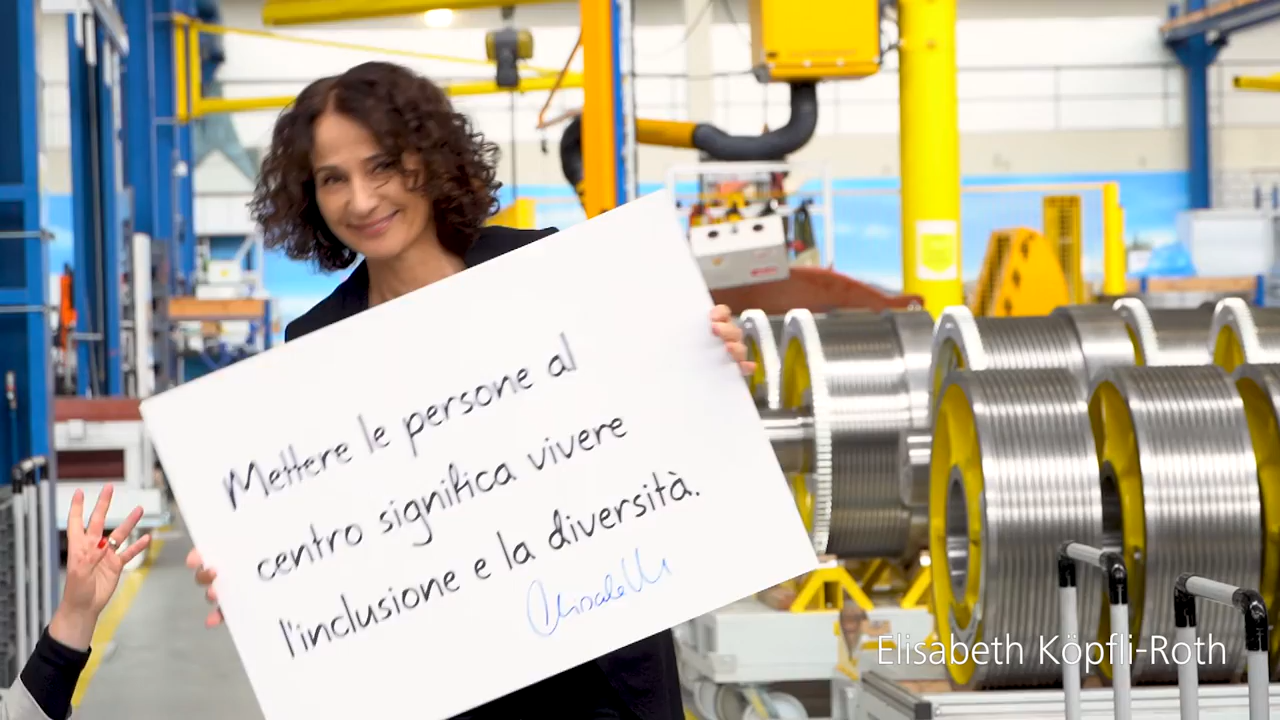 Mettere le persone al
centro significa vivere
l'inclusione e la diversità.
Elisabeth Köpfli-Roth